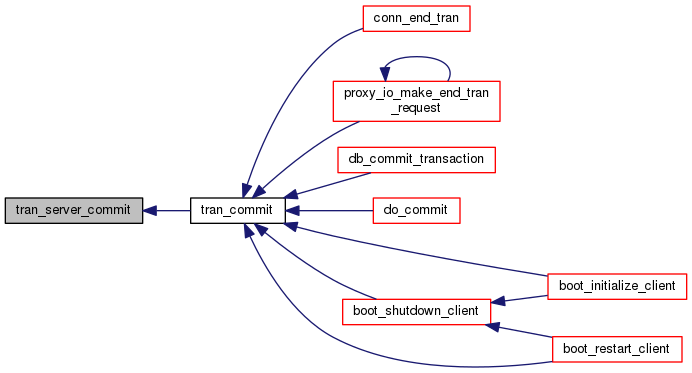 conn_end_tran
proxy_io_make_end_tran
_request
db_commit_transaction
tran_server_commit
tran_commit
do_commit
boot_initialize_client
boot_shutdown_client
boot_restart_client